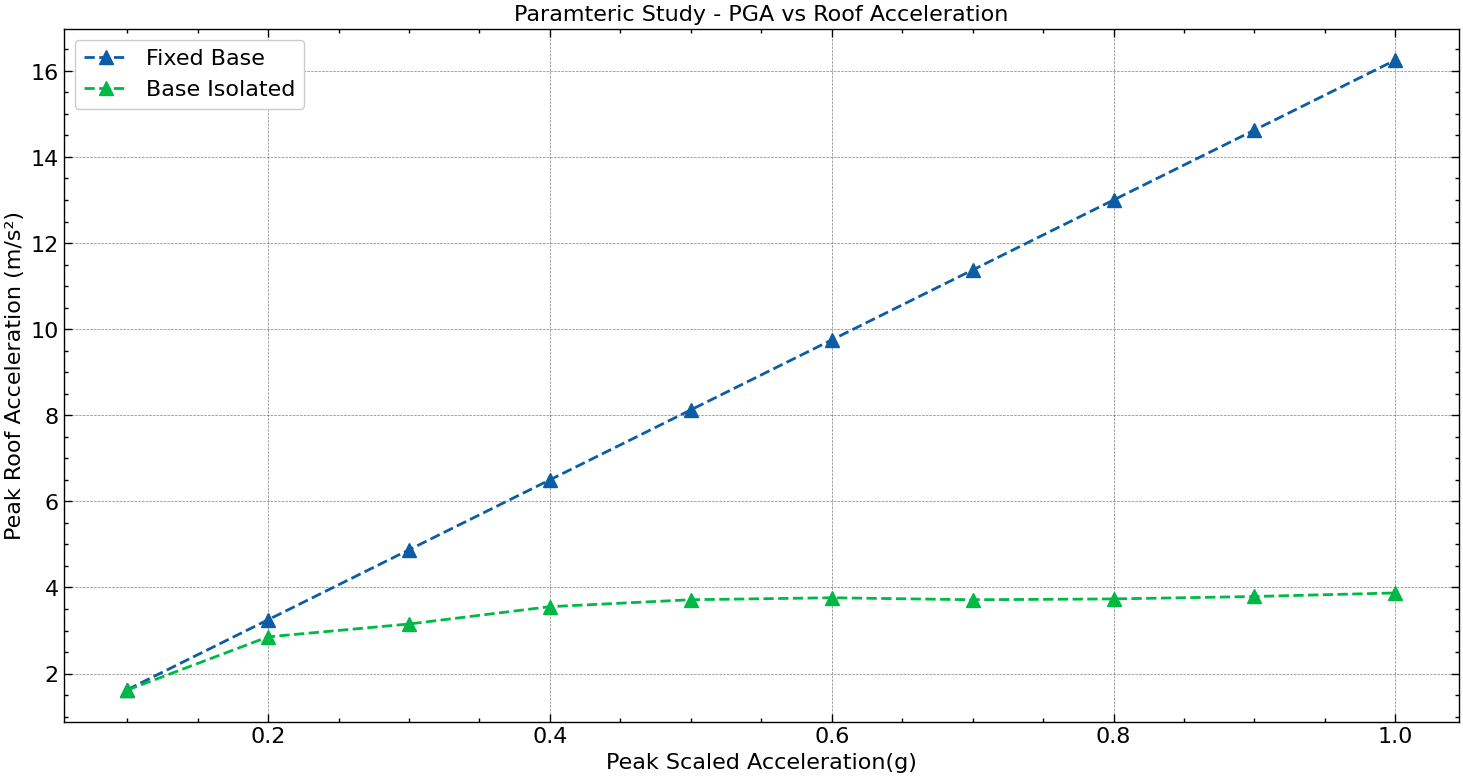 Paramteric Study - PGA vs Roof Acceleration
Fixed Base
Base Isolated
Peak Roof Acceleration (m/s²)
16
14
12
10
8
6
4
2
0.2
0.4
0.6
0.8
1.0
Peak Scaled Acceleration(g)